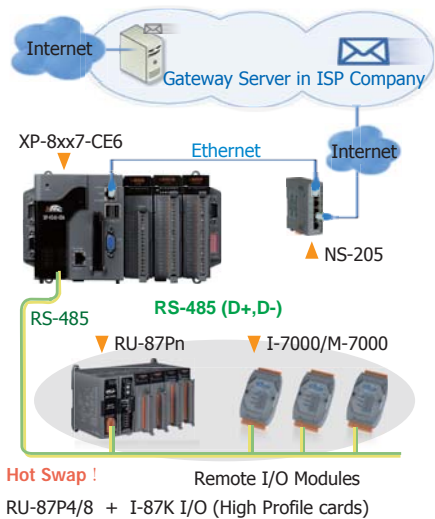 Internet
Gateway Server in ISP Company
XP-8xx7-CE6
Ethernet
Internet
NS-205
RS-485
RS-485 (D+,D-)
RU-87Pn
I-7000/M-7000
Hot Swap !
Remote I/O Modules
RU-87P4/8 + I-87K I/O (High Profile cards)